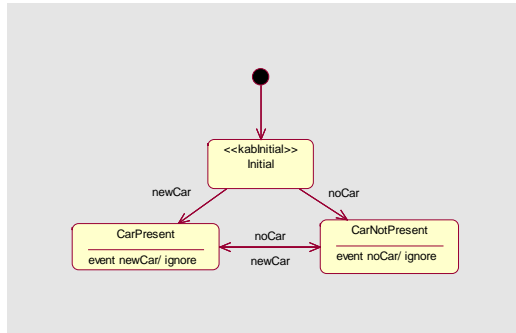 <<kabInitial>>
Initial
newCar
noCar
CarPresent
event newCar/ ignore
noCar
newCar
CarNotPresent
event noCar/ ignore